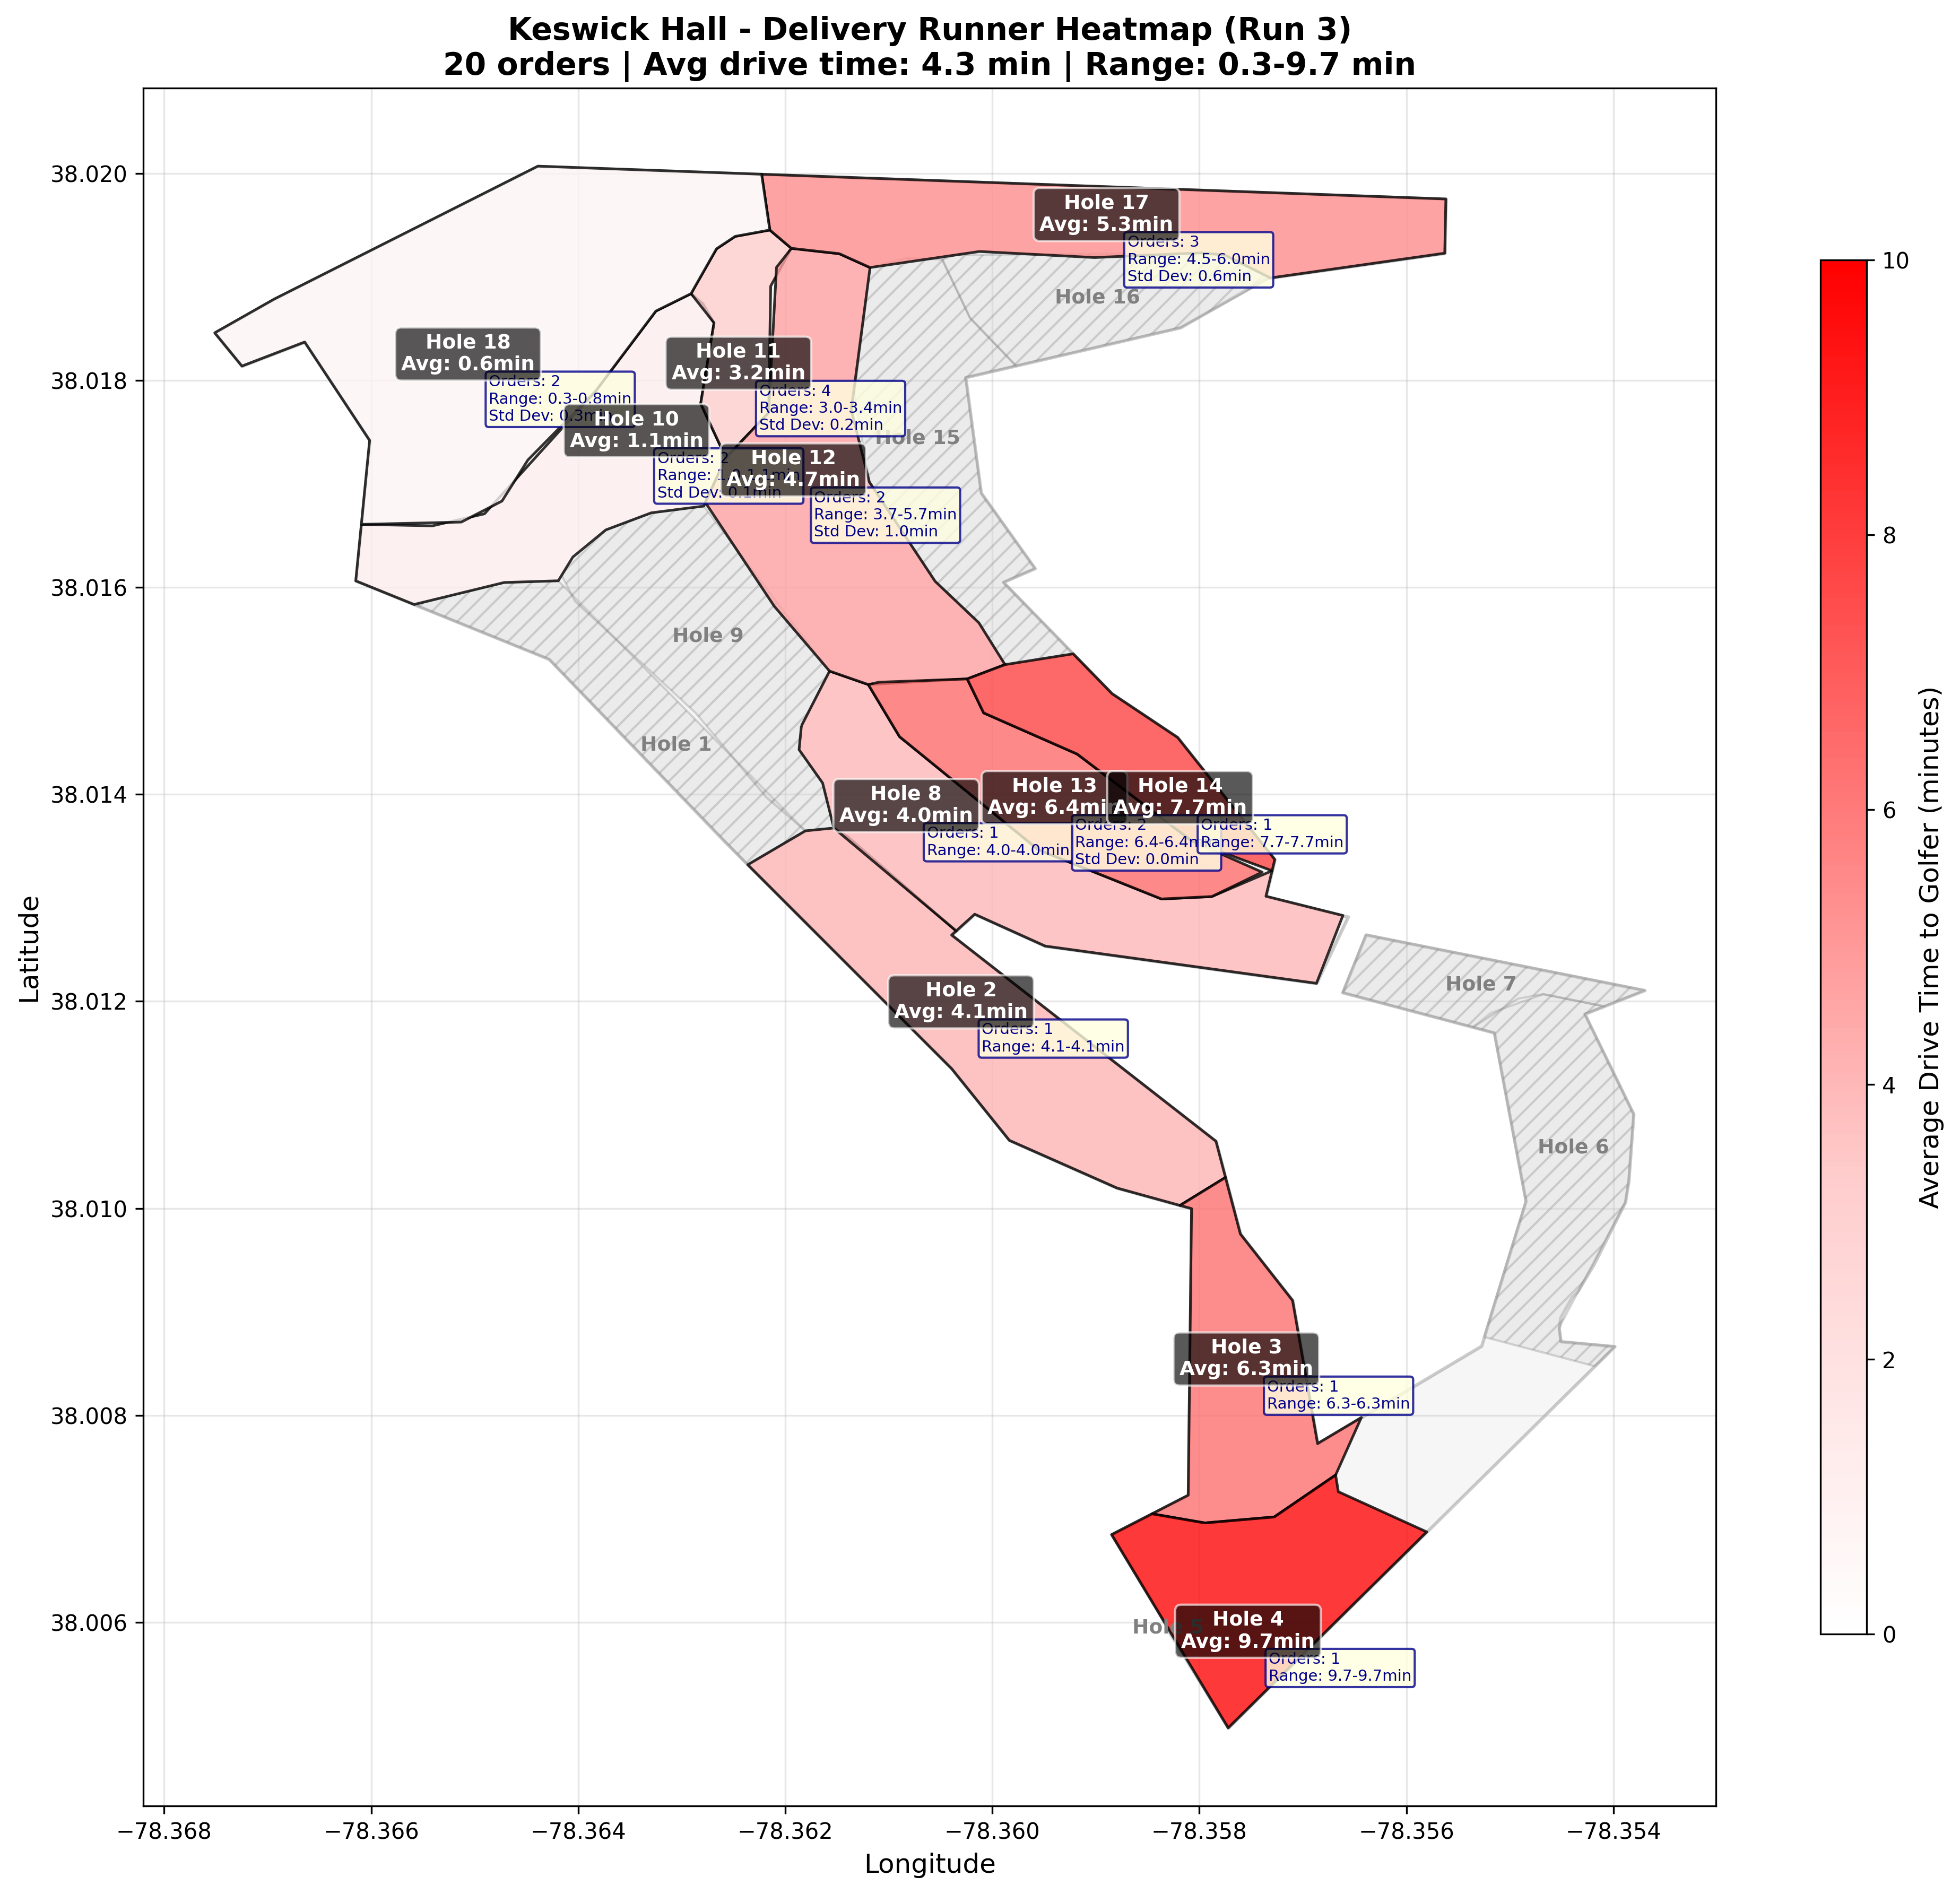 Keswick Hall - Delivery Runner Heatmap (Run 3)
20 orders | Avg drive time: 4.3 min | Range: 0.3-9.7 min
Latitude
38.020
38.018
38.016
38.014
38.012
38.010
38.008
38.006
Hole 17
Avg: 5.3min
Orders: 3
Range: 4.5-6.0min
Std Dev: 0.6min
Hole 16
Hole 18
Avg: 0.6min
Orders: 2
Range: 0.3-0.8min
Std Dev: 0.3min
Hole 11
Avg: 3.2min
Orders: 4
Range: 3.0-3.4min
Std Dev: 0.2min
Hole 10
Avg: 1.1min
Orders: 2
Range:
Std Dev: 0.1min
Hole 15
Hole 12
Avg: 4.7min
Orders: 2
Range: 3.7-5.7min
Std Dev: 1.0min
Hole 9
Hole 1
Hole 8
Avg: 4.0min
Orders: 1
Range: 4.0-4.0min
Hole 13
Avg: 6.4min
Orders: 2
Range: 6.4-6.4m
Std Dev: 0.0min
Hole 14
Avg: 7.7min
Orders: 1
Range: 7.7-7.7min
Hole 7
Hole 2
Avg: 4.1min
Orders: 1
Range: 4.1-4.1min
Hole 6
Hole 3
Avg: 6.3min
Orders: 1
Range: 6.3-6.3min
Hole 5
Hole 4
Avg: 9.7min
Orders: 1
Range: 9.7-9.7min
−78.368
−78.366
−78.364
−78.362
−78.360
−78.358
−78.356
−78.354
Longitude
10
8
6
4
2
0
Average Drive Time to Golfer (minutes)